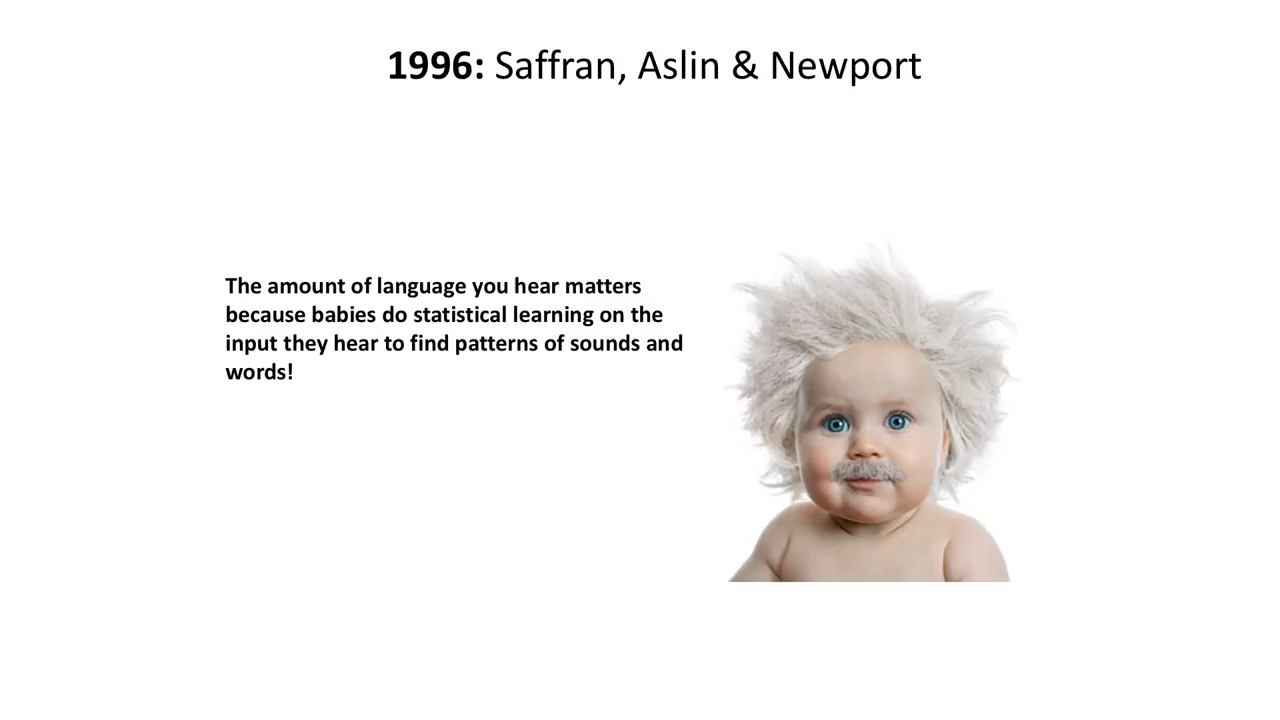 1996: Saffran, Aslin & Newport
The amount of language you hear matters
because babies do statistical learning on the
input they hear to find patterns of sounds and
words!